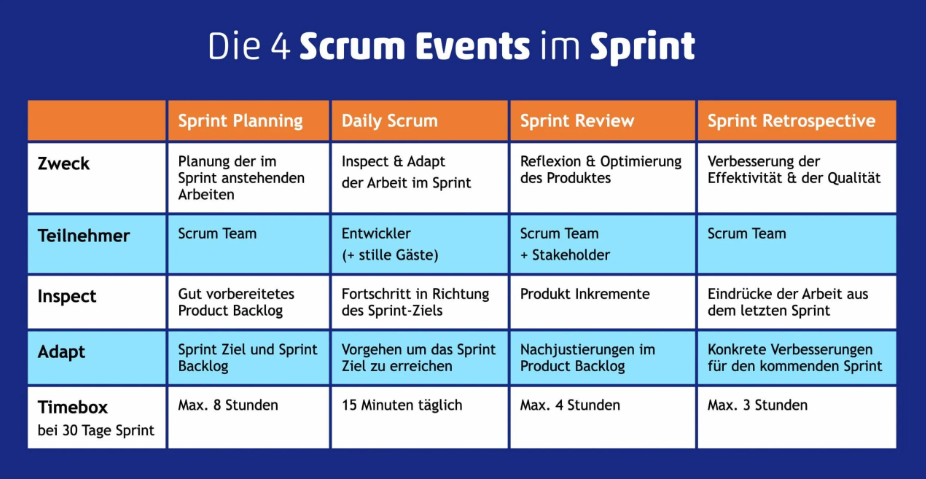 Die 4 Scrum Events im Sprint
Sprint Planning
Daily Scrum
Sprint Review
Sprint Retrospective
Zweck
Planung der im
Sprint anstehenden
Arbeiten
Inspect & Adapt
der Arbeit im Sprint
Reflexion & Optimierung
des Produktes
Verbesserung der
Effektivität & der Qualität
Teilnehmer
Scrum Team
Entwickler
(+ stille Gäste)
Scrum Team
+ Stakeholder
Scrum Team
Inspect
Gut vorbereitetes
Product Backlog
Fortschritt in Richtung
des Sprint-Ziels
Produkt Inkremente
Eindrücke der Arbeit aus
dem letzten Sprint
Adapt
Sprint Ziel und Sprint
Backlog
Vorgehen um das Sprint
Ziel zu erreichen
Nachjustierungen im
Product Backlog
Konkrete Verbesserungen
für den kommenden Sprint
Timebox
bei 30 Tage Sprint
Max. 8 Stunden
15 Minuten täglich
Max. 4 Stunden
Max. 3 Stunden